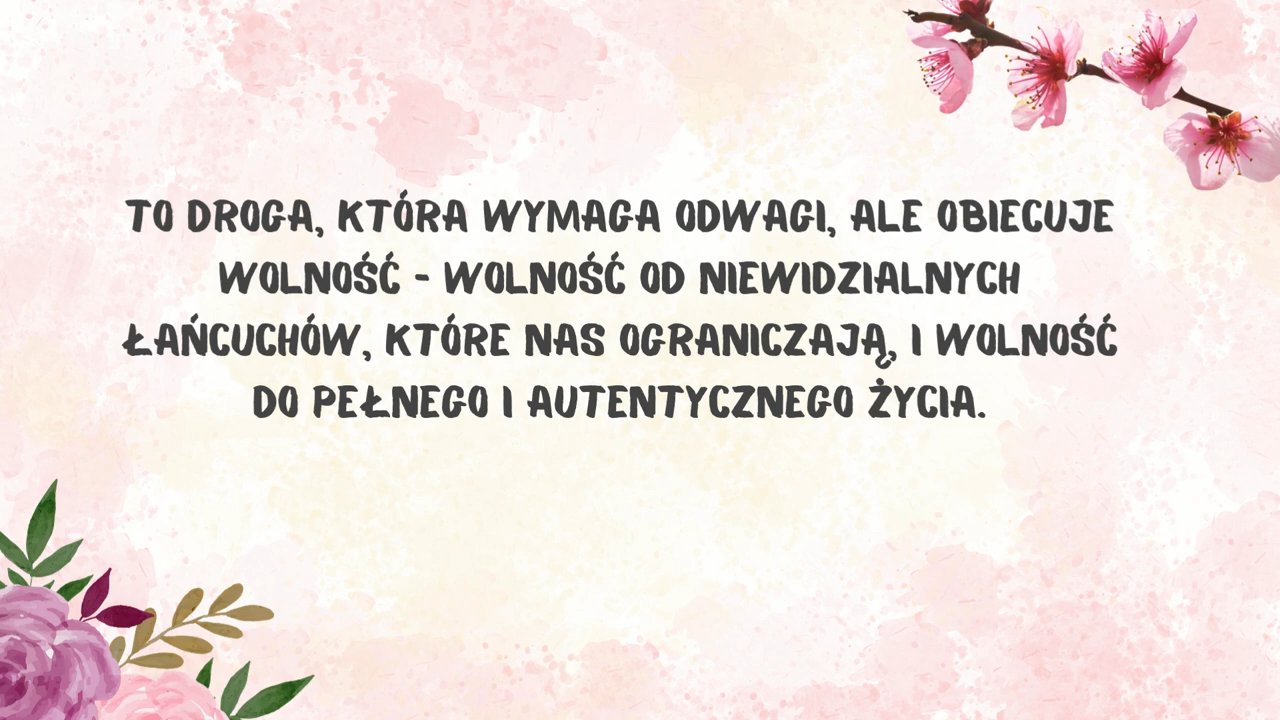 TO DROGA, KTÓRA WYMAGA ODWAGI, ALE OBIECUJE
WOLNOŚĆ - WOLNOŚĆ OD NIEWIDZIALNYCH
ŁAŃCUCHÓW, KTÓRE NAS OGRANICZAJĄ, I WOLNOŚĆ
DO PEŁNEGO I AUTENTYCZNEGO ŻYCIA.